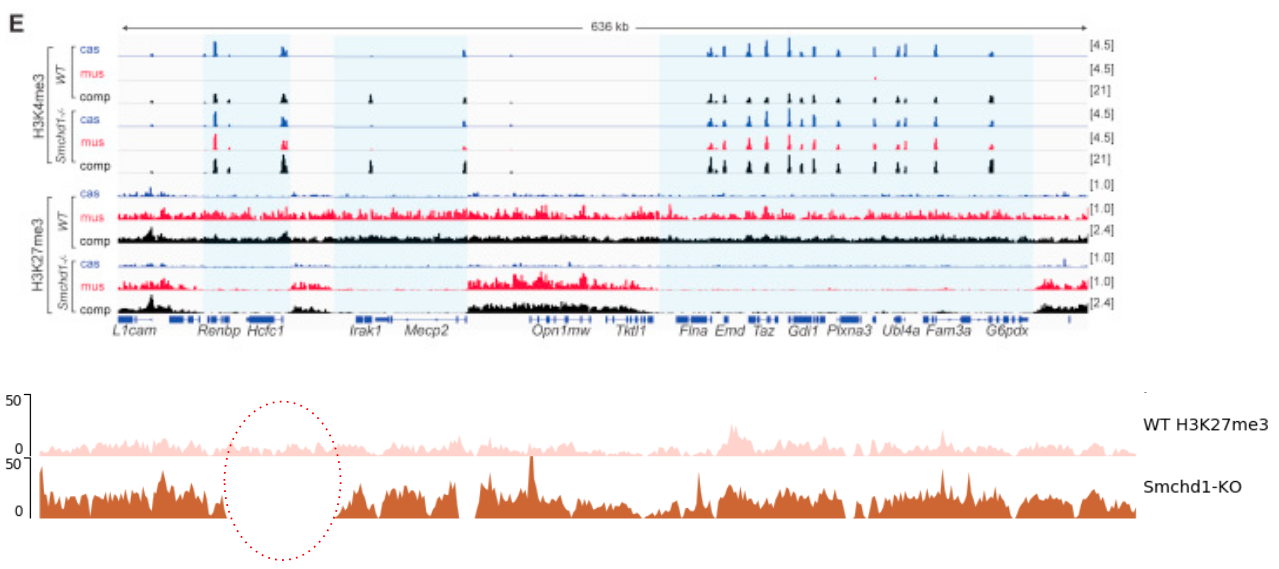 E
636 kb
H3K4me3
WT
cas [4.5]
mus [4.5]
comp [21]
Smchd1-/-
cas [4.5]
mus [4.5]
comp [21]
H3K27me3
WT
cas [1.0]
mus [1.0]
comp [2.4]
Smchd1-/-
cas [1.0]
mus [1.0]
comp [2.4]
L1cam Renbp Hcfc1 Irak1 Mecp2 Opn1mw Tktl1 Flna Emd Taz Gdi1 Plxna3 Ubl4a Fam3a G6pdx
50
WT H3K27me3
0
50
Smchd1-KO
0